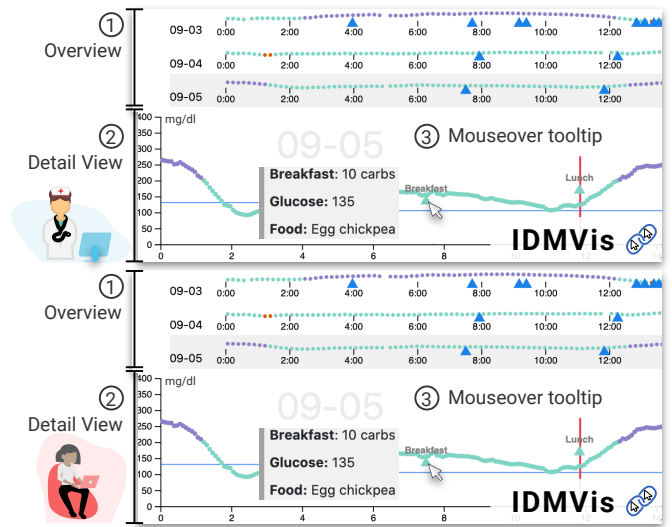 ① Overview
09-03
0:00 2:00 4:00 6:00 8:00 10:00 12:00
09-04
0:00 2:00 4:00 6:00 8:00 10:00 12:00
09-05
0:00 2:00 4:00 6:00 8:00 10:00 12:00
② Detail View
400 mg/dl
350
300
250
200
150
100
50
0
09-05
③ Mouseover tooltip
Breakfast: 10 carbs
Glucose: 135
Food: Egg chickpea
Breakfast
Lunch
IDMVis
0 2 4 6 8 10 12 14
① Overview
09-03
0:00 2:00 4:00 6:00 8:00 10:00 12:00
09-04
0:00 2:00 4:00 6:00 8:00 10:00 12:00
09-05
0:00 2:00 4:00 6:00 8:00 10:00 12:00
② Detail View
400 mg/dl
350
300
250
200
150
100
50
0
09-05
③ Mouseover tooltip
Breakfast: 10 carbs
Glucose: 135
Food: Egg chickpea
Breakfast
Lunch
IDMVis
0 2 4 6 8 10 12 14